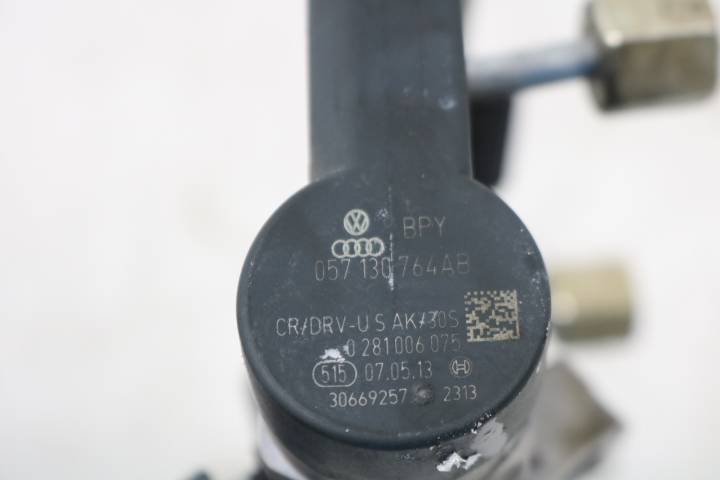 BPY
057 130 764AB
CR/DRV-U S AK/30S
0 281 006 075
515 07.05.13
30669257 2313